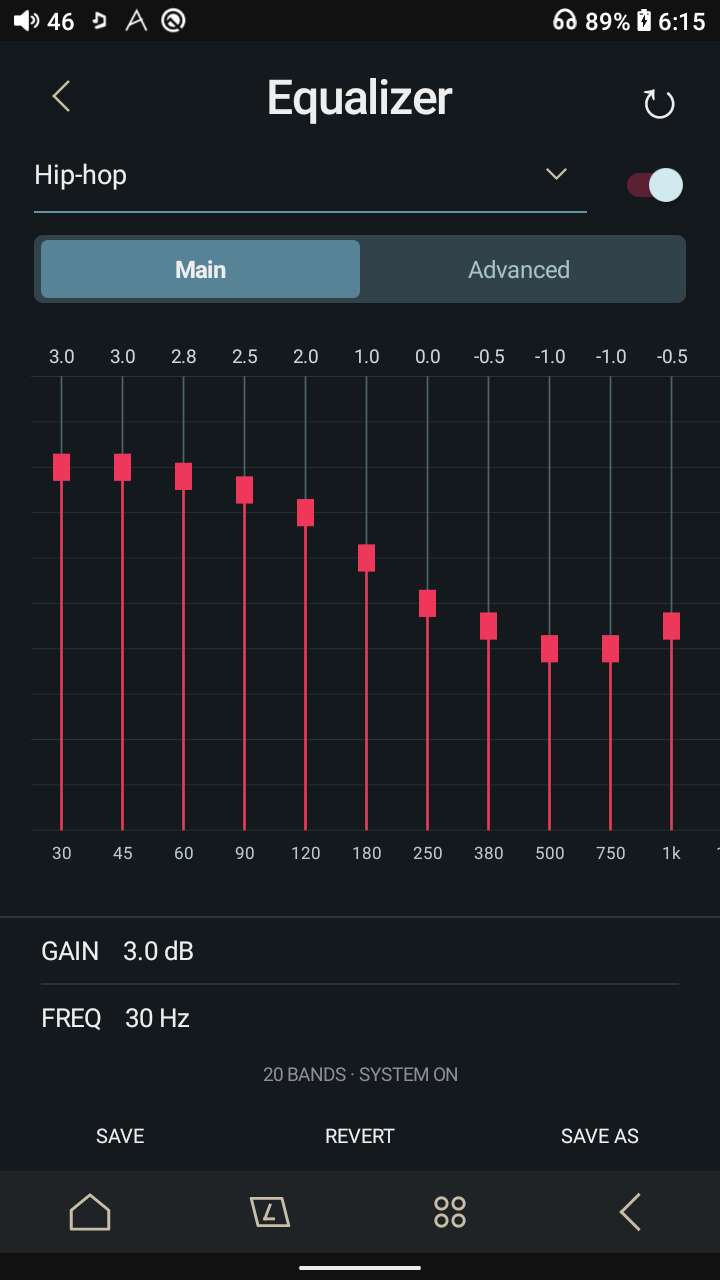 46 89% 6:15
Equalizer
Hip-hop
Main Advanced
3.0 3.0 2.8 2.5 2.0 1.0 0.0 -0.5 -1.0 -1.0 -0.5
30 45 60 90 120 180 250 380 500 750 1k
GAIN 3.0 dB
FREQ 30 Hz
20 BANDS · SYSTEM ON
SAVE REVERT SAVE AS